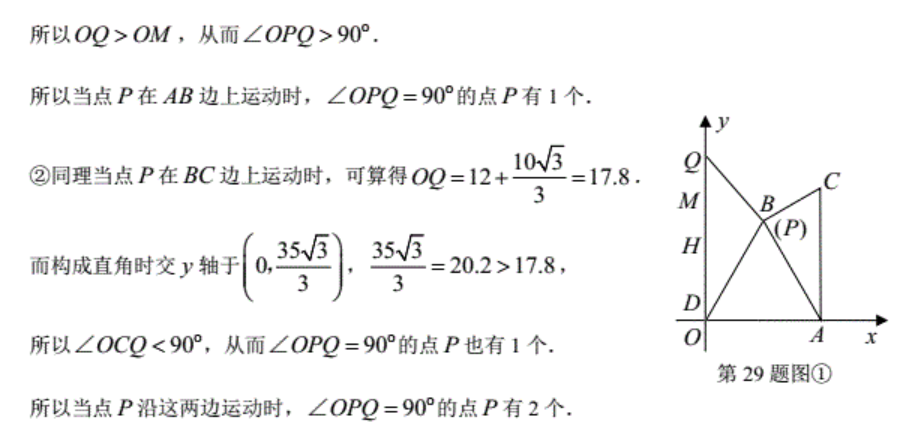 所以OQ>OM，从而∠OPQ>90°.
所以当点P在AB边上运动时，∠OPQ=90°的点P有1个.
②同理当点P在BC边上运动时，可算得OQ=12+\frac{10\sqrt{3}}{3}=17.8.
而构成直角时交y轴于(0,\frac{35\sqrt{3}}{3})，\frac{35\sqrt{3}}{3}=20.2>17.8，
所以∠OCQ<90°，从而∠OPQ=90°的点P也有1个.
所以当点P沿这两边运动时，∠OPQ=90°的点P有2个.
y
Q
C
M
B
(P)
H
D
O
A
x
第29题图①